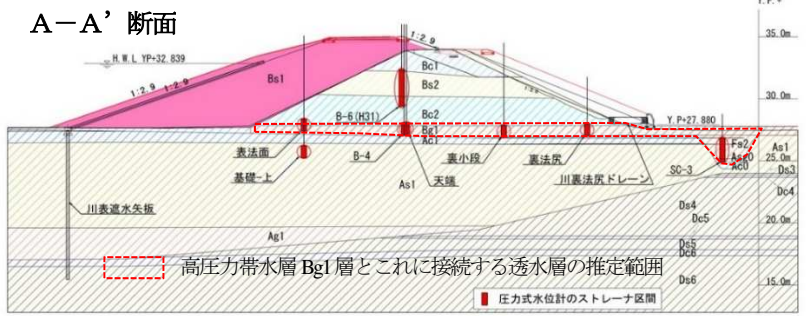 A－A’ 断面
Y.P.+
35.0m
1:2.9
H.W.L YP+32.839
1:2.9 1:2.9
Bs1
Bc1
Bs2
30.0m
B-6(H31)
Bc2
Y.P+27.880
Bg1
Ac1
表法面
基礎-上
B-4
天端
裏小段
裏法尻
川裏法尻ドレーン
SC-3
Fs2
Ac0
As1
25.0m
Ds3
As1
Dc4
川表遮水矢板
Ds4
Dc5
20.0m
Ag1
Ds5
Dc6
高圧力帯水層 Bg1 層とこれに接続する透水層の推定範囲
Ds6
15.0m
圧力式水位計のストレーナ区間